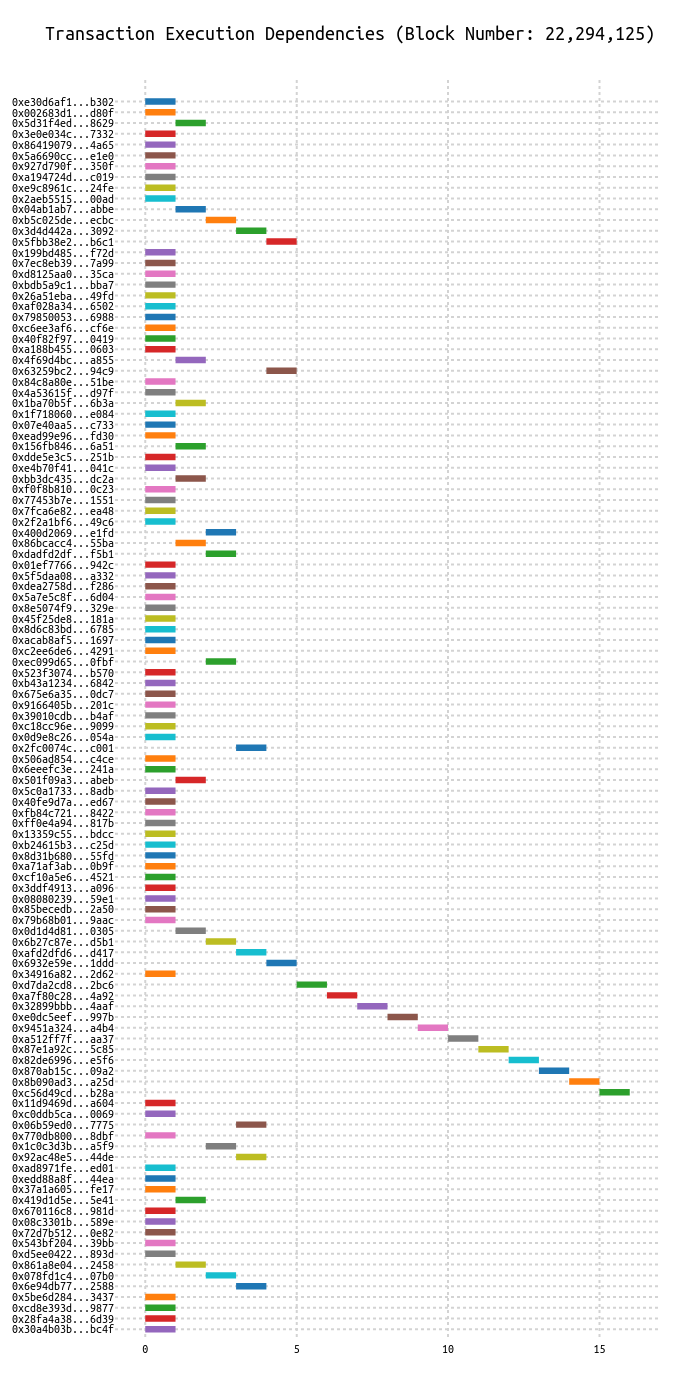 Transaction Execution Dependencies (Block Number: 22,294,125)
0xe30d6af1...b302
0x002683d1...d80f
0x5d31f4ed...8629
0x3e0e034c...7332
0x86419079...4a65
0x5a6690cc...e1e0
0x927d790f...350f
0xa194724d...c019
0xe9c8961c...24fe
0x2aeb5515...00ad
0x04ab1ab7...abbe
0xb5c025de...ecbc
0x3d4d442a...3092
0x5fbb38e2...b6c1
0x199bd485...f72d
0x7ec8eb39...7a99
0xd8125aa0...35ca
0xbdb5a9c1...bba7
0x26a51eba...49fd
0xaf028a34...6502
0x79850053...6988
0xc6ee3af6...cf6e
0x40f82f97...0419
0xa188b455...0603
0x4f69d4bc...a855
0x63259bc2...94c9
0x84c8a80e...51be
0x4a53615f...d97f
0x1ba70b5f...6b3a
0x1f718060...e084
0x07e40aa5...c733
0xead99e96...fd30
0x156fb846...6a51
0xdde5e3c5...251b
0xe4b70f41...041c
0xbb3dc435...dc2a
0xf0f8b810...0c23
0x77453b7e...1551
0x7fca6e82...ea48
0x2f2a1bf6...49c6
0x400d2069...e1fd
0x86bcacc4...55ba
0xdadfd2df...f5b1
0x01ef7766...942c
0x5f5daa08...a332
0xdea2758d...f286
0x5a7e5c8f...6d04
0x8e5074f9...329e
0x45f25de8...181a
0x8d6c83bd...6785
0xacab8af5...1697
0xc2ee6de6...4291
0xec099d65...0fbf
0x523f3074...b570
0xb43a1234...6842
0x675e6a35...0dc7
0x9166405b...201c
0x39010cdb...b4af
0xc18cc96e...9099
0x0d9e8c26...054a
0x2fc0074c...c001
0x506ad854...c4ce
0x6eeefc3e...241a
0x501f09a3...abeb
0x5c0a1733...8adb
0x40fe9d7a...ed67
0xfb84c721...8422
0xff0e4a94...817b
0x13359c55...bdcc
0xb24615b3...c25d
0x8d31b680...55fd
0xa71af3ab...0b9f
0xcf10a5e6...4521
0x3ddf4913...a096
0x08080239...59e1
0x85becedb...2a50
0x79b68b01...9aac
0x0d1d4d81...0305
0x6b27c87e...d5b1
0xafd2dfd6...d417
0x6932e59e...1ddd
0x34916a82...2d62
0xd7da2cd8...2bc6
0xa7f80c28...4a92
0x32899bbb...4aaf
0xe0dc5eef...997b
0x9451a324...a4b4
0xa512ff7f...aa37
0x87e1a92c...5c85
0x82de6996...e5f6
0x870ab15c...09a2
0x8b090ad3...a25d
0xc56d49cd...b28a
0x11d9469d...a604
0xc0ddb5ca...0069
0x06b59ed0...7775
0x770db800...8dbf
0x1c0c3d3b...a5f9
0x92ac48e5...44de
0xad8971fe...ed01
0xedd88a8f...44ea
0x37a1a605...fe17
0x419d1d5e...5e41
0x670116c8...981d
0x08c3301b...589e
0x72d7b512...0e82
0x543bf204...39bb
0xd5ee0422...893d
0x861a8e04...2458
0x078fd1c4...07b0
0x6e94db77...2588
0x5be6d284...3437
0xcd8e393d...9877
0x28fa4a38...6d39
0x30a4b03b...bc4f
0 5 10 15